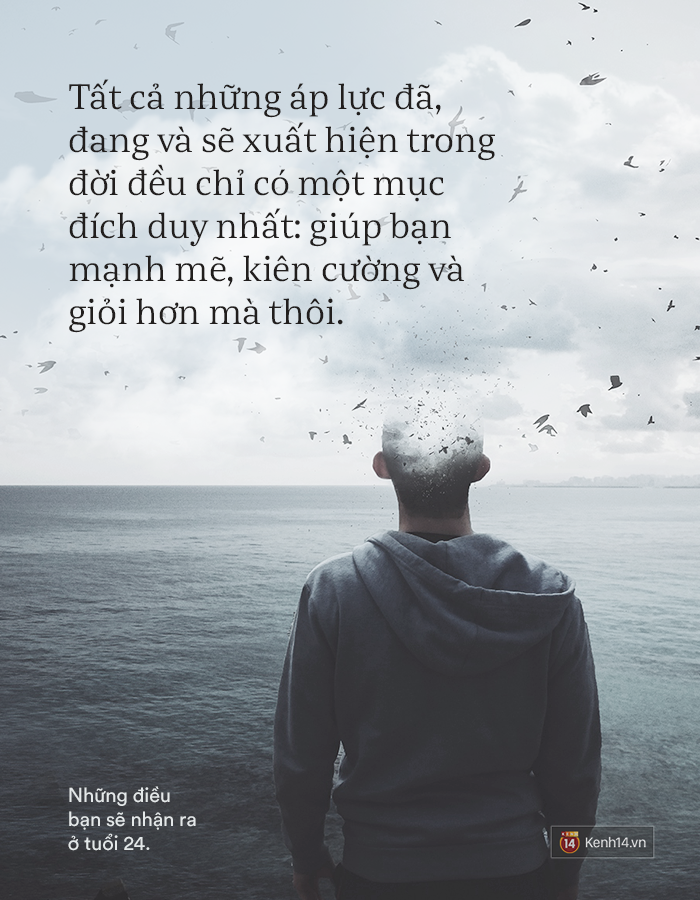 Tất cả những áp lực đã,
đang và sẽ xuất hiện trong
đời đều chỉ có một mục
đích duy nhất: giúp bạn
mạnh mẽ, kiên cường và
giỏi hơn mà thôi.
Những điều
bạn sẽ nhận ra
ở tuổi 24.
14 Kenh14.vn